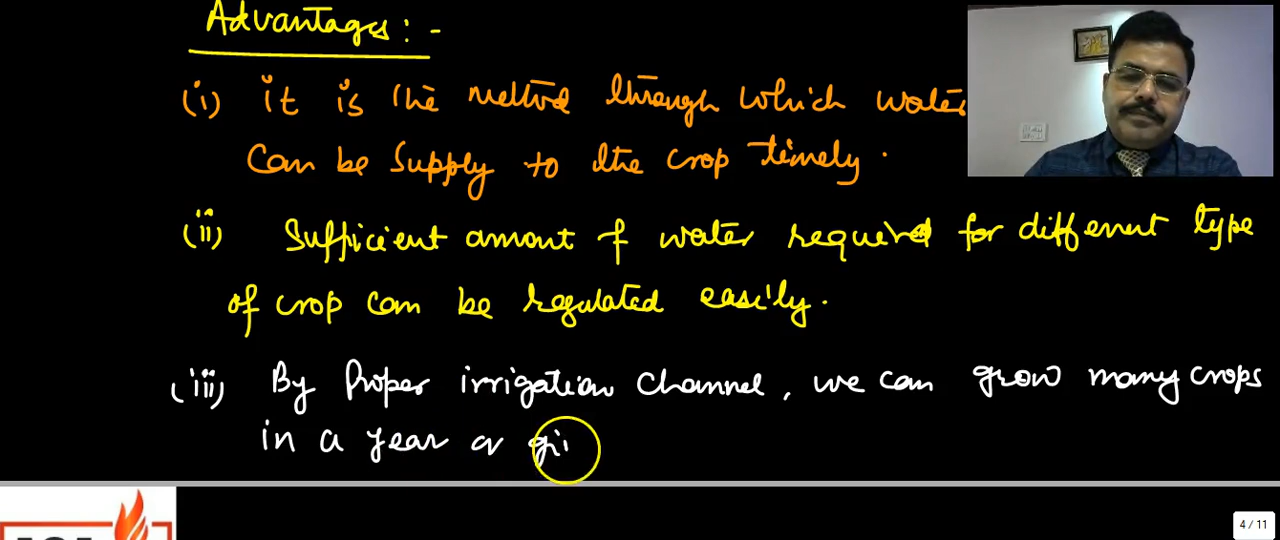 Advantages:-
(i) it is the method through which water
can be supply to the crop timely.
(ii) Sufficient amount of water required for different type
of crop can be regulated easily.
(iii) By Proper irrigation channel, we can grow many crops
in a year or gi
4 / 11